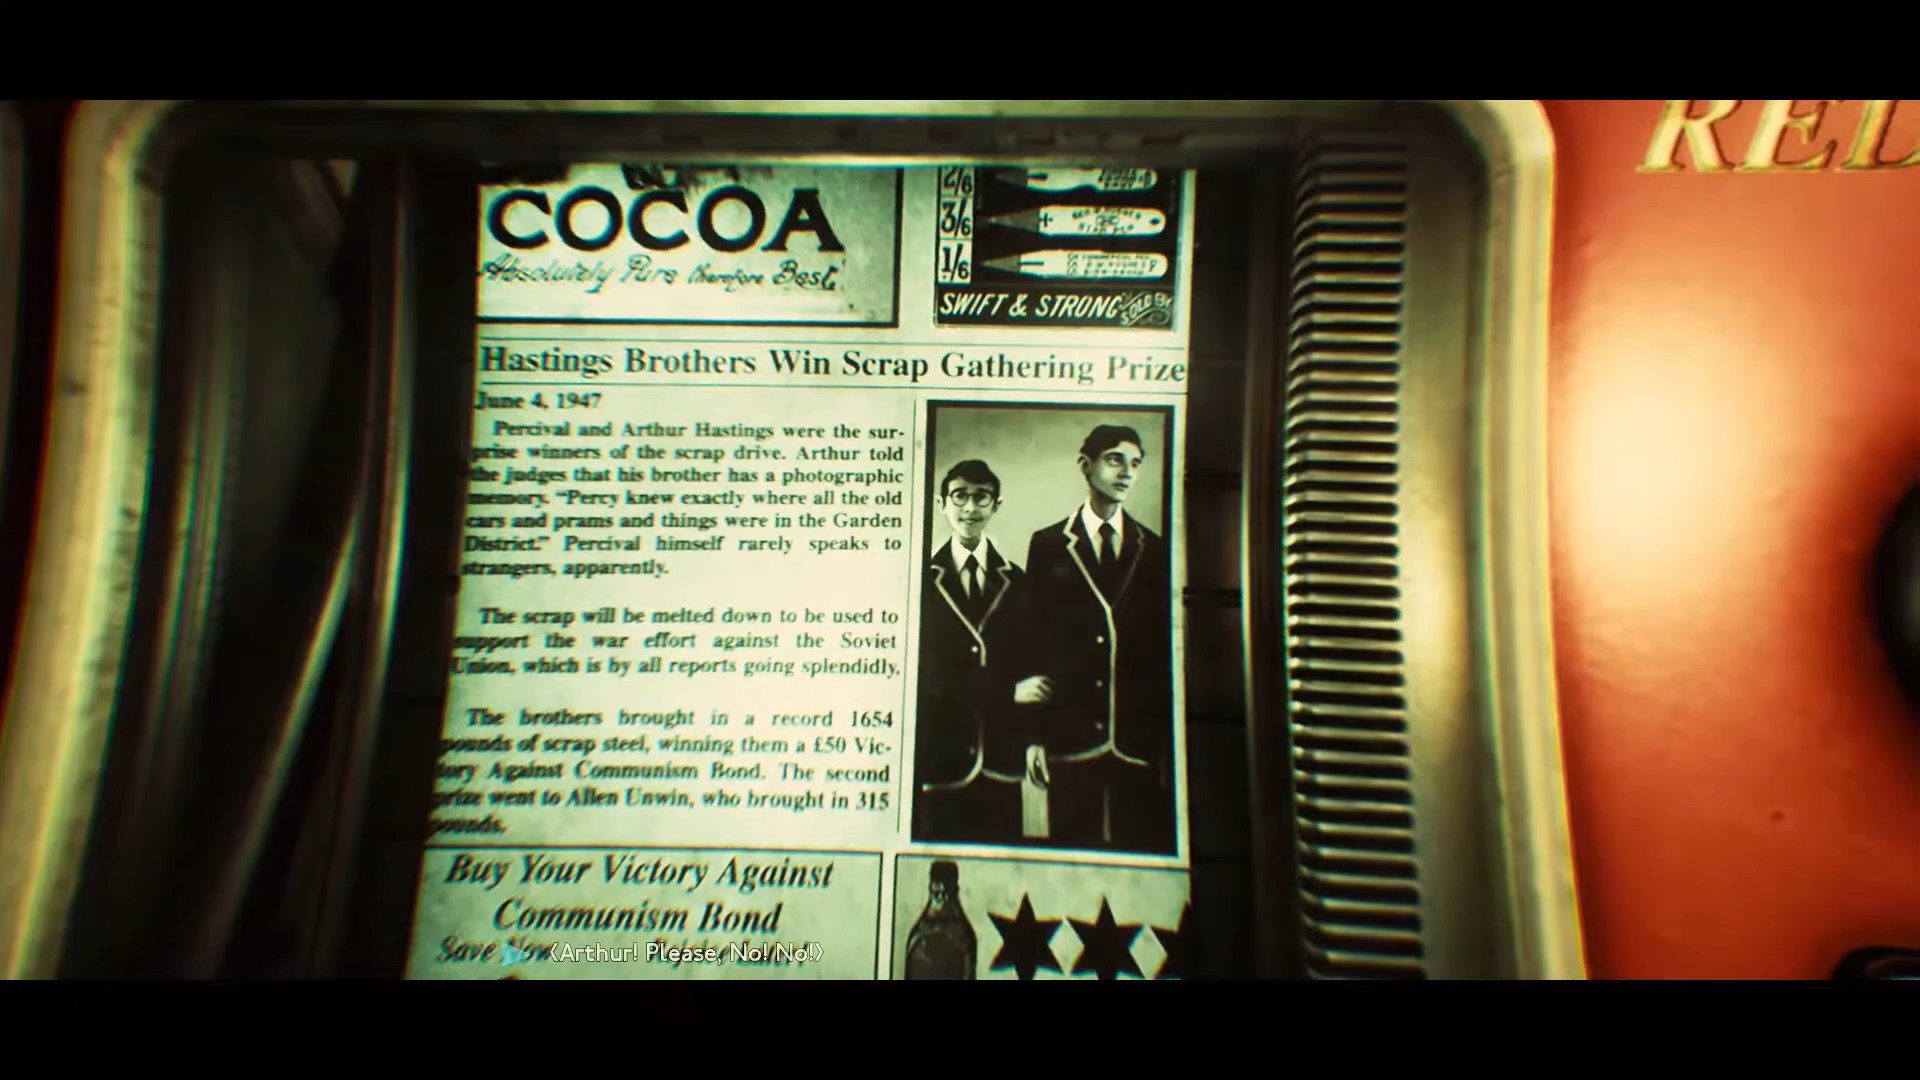 RED
COCOA
Absolutely Pure therefore Best.
2/6
3/6
1/6
SWIFT & STRONG
SOLD BY
Hastings Brothers Win Scrap Gathering Prize
June 4, 1947
Percival and Arthur Hastings were the sur-
prise winners of the scrap drive. Arthur told
the judges that his brother has a photographic
memory. “Percy knew exactly where all the old
cars and prams and things were in the Garden
District.” Percival himself rarely speaks to
strangers, apparently.
The scrap will be melted down to be used to
support the war effort against the Soviet
Union, which is by all reports going splendidly.
The brothers brought in a record 1654
pounds of scrap steel, winning them a £50 Vic-
tory Against Communism Bond. The second
prize went to Allen Unwin, who brought in 315
pounds.
Buy Your Victory Against
Communism Bond
Save Now
<Arthur! Please, No! No!>